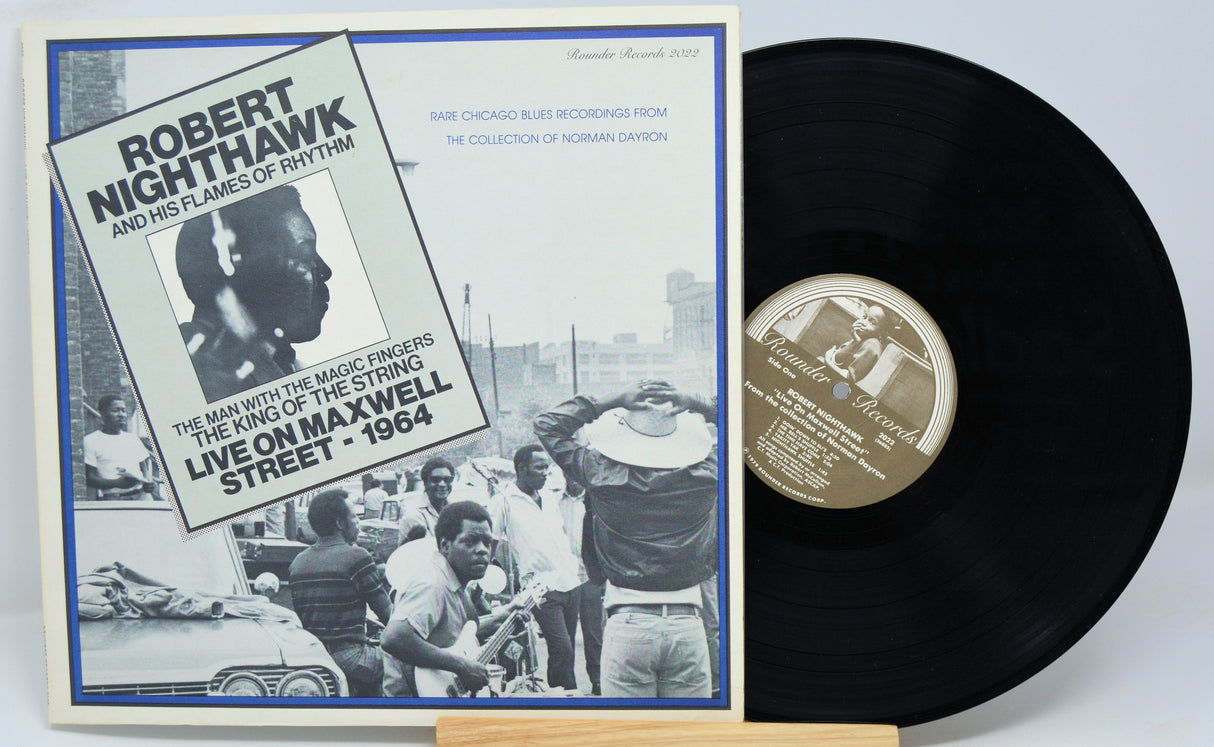 Rounder Records 2022
RARE CHICAGO BLUES RECORDINGS FROM
THE COLLECTION OF NORMAN DAYRON
ROBERT
NIGHTHAWK
AND HIS FLAMES OF RHYTHM
THE MAN WITH THE MAGIC FINGERS
THE KING OF THE STRING
LIVE ON MAXWELL
STREET - 1964
Rounder Records
Side One
2022
ROBERT NIGHTHAWK
"Live On Maxwell Street"
From the collection of Norman Dayron
1979 ROUNDER RECORDS CORP.